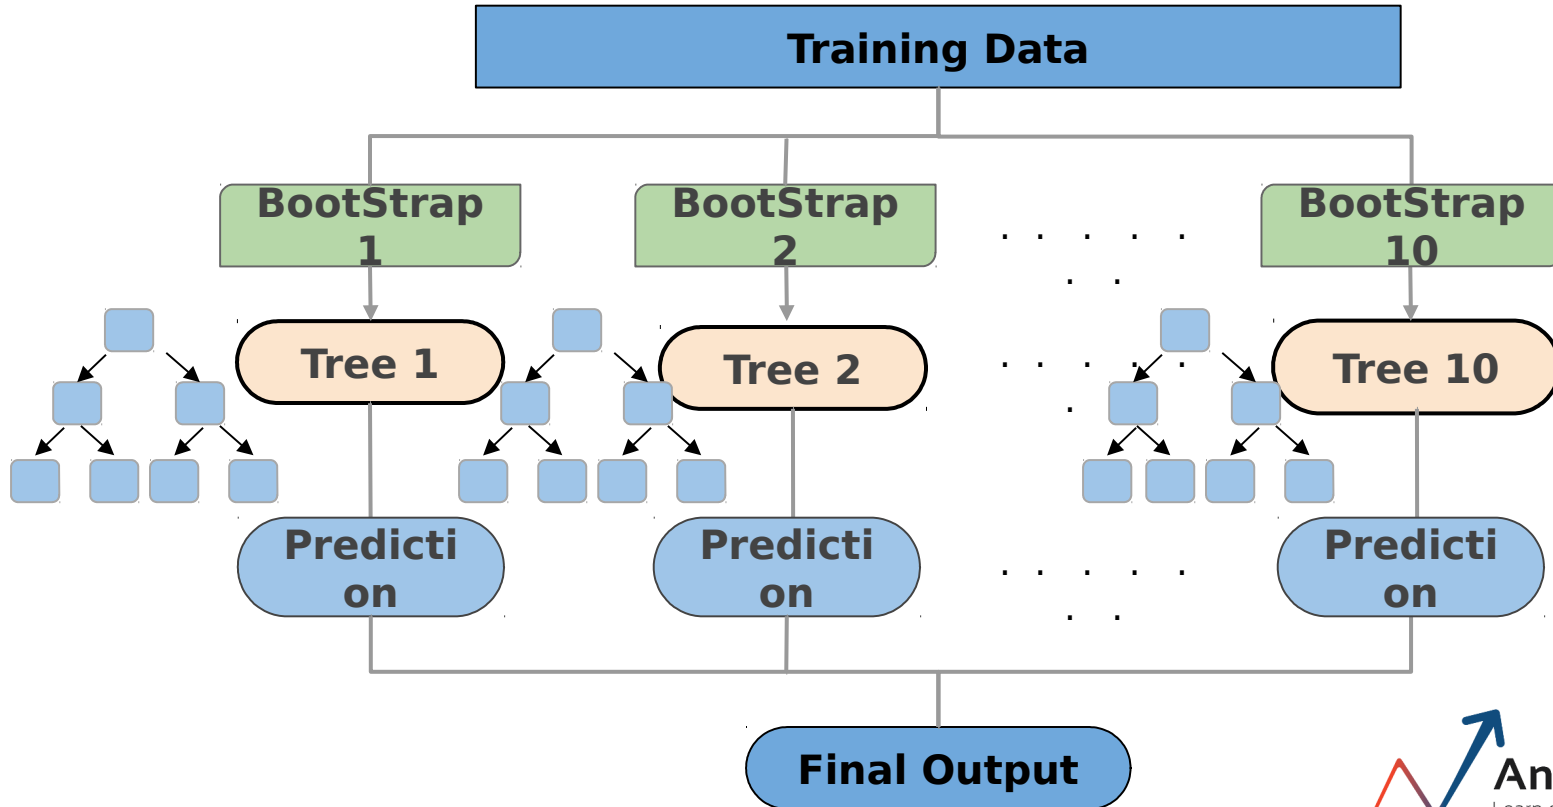 Training Data
BootStrap
1
BootStrap
2
BootStrap
10
. . . . .
. .
Tree 1
Tree 2
. . . . .
.
Tree 10
Predicti
on
Predicti
on
. . . . .
. .
Predicti
on
Final Output
An